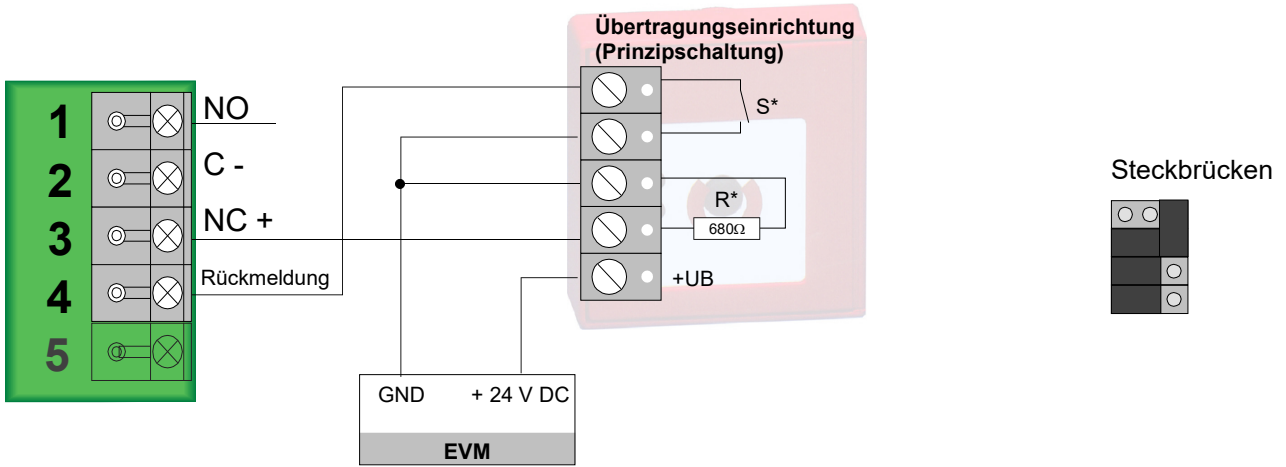 Übertragungseinrichtung
(Prinzipschaltung)
1
NO
S*
2
C -
Steckbrücken
R*
3
NC +
680Ω
4
Rückmeldung
+UB
5
GND
+ 24 V DC
EVM